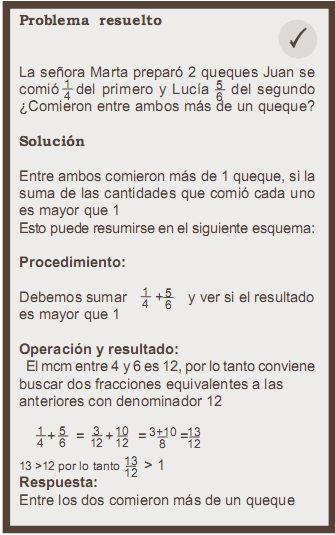 Problema resuelto
La señora Marta preparó 2 queques Juan se
comió 1/4 del primero y Lucía 5/6 del segundo
¿Comieron entre ambos más de un queque?
Solución
Entre ambos comieron más de 1 queque, si la
suma de las cantidades que comió cada uno
es mayor que 1
Esto puede resumirse en el siguiente esquema:
Procedimiento:
Debemos sumar 1/4 + 5/6 y ver si el resultado
es mayor que 1
Operación y resultado:
El mcm entre 4 y 6 es 12, por lo tanto conviene
buscar dos fracciones equivalentes a las
anteriores con denominador 12
1/4 + 5/6 = 3/12 + 10/12 = 3+10/8 = 13/12
13 >12 por lo tanto 13/12 > 1
Respuesta:
Entre los dos comieron más de un queque